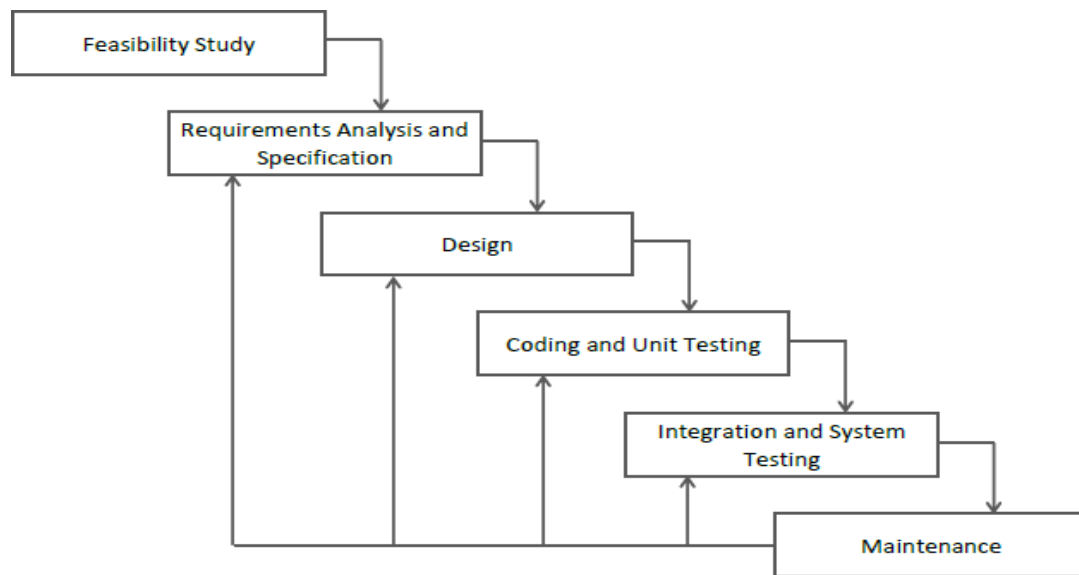 Feasibility Study
Requirements Analysis and
Specification
Design
Coding and Unit Testing
Integration and System
Testing
Maintenance